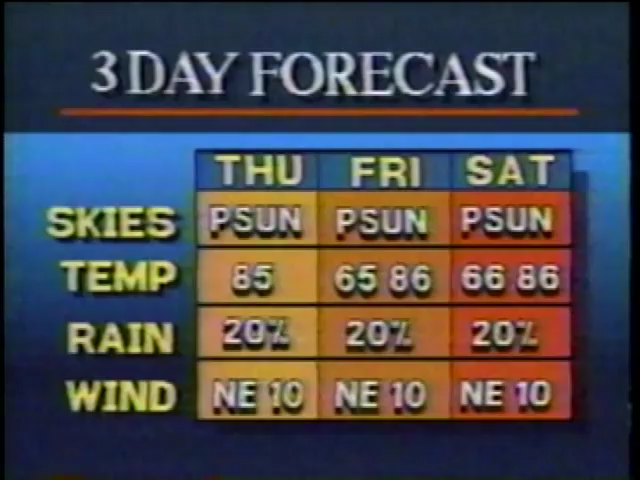 3 DAY FORECAST
THU FRI SAT
SKIES PSUN PSUN PSUN
TEMP 85 65 86 66 86
RAIN 20% 20% 20%
WIND NE 10 NE 10 NE 10